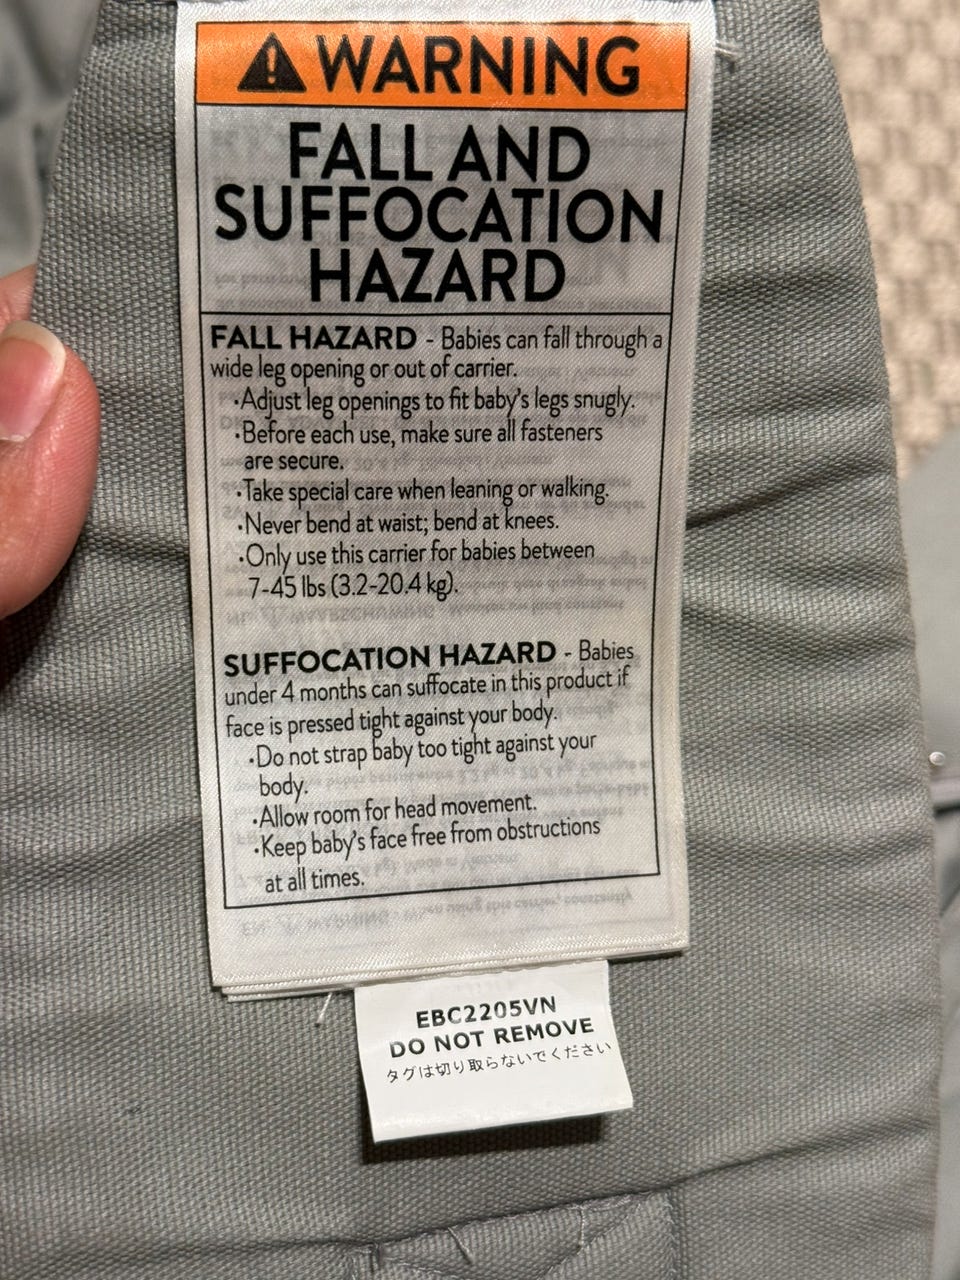 WARNING
FALL AND
SUFFOCATION
HAZARD
FALL HAZARD - Babies can fall through a
wide leg opening or out of carrier.
·Adjust leg openings to fit baby's legs snugly.
·Before each use, make sure all fasteners
are secure.
·Take special care when leaning or walking.
·Never bend at waist; bend at knees.
·Only use this carrier for babies between
7-45 lbs (3.2-20.4 kg).
SUFFOCATION HAZARD - Babies
under 4 months can suffocate in this product if
face is pressed tight against your body.
·Do not strap baby too tight against your
body.
·Allow room for head movement.
·Keep baby's face free from obstructions
at all times.
EBC2205VN
DO NOT REMOVE
タグは切り取らないでください